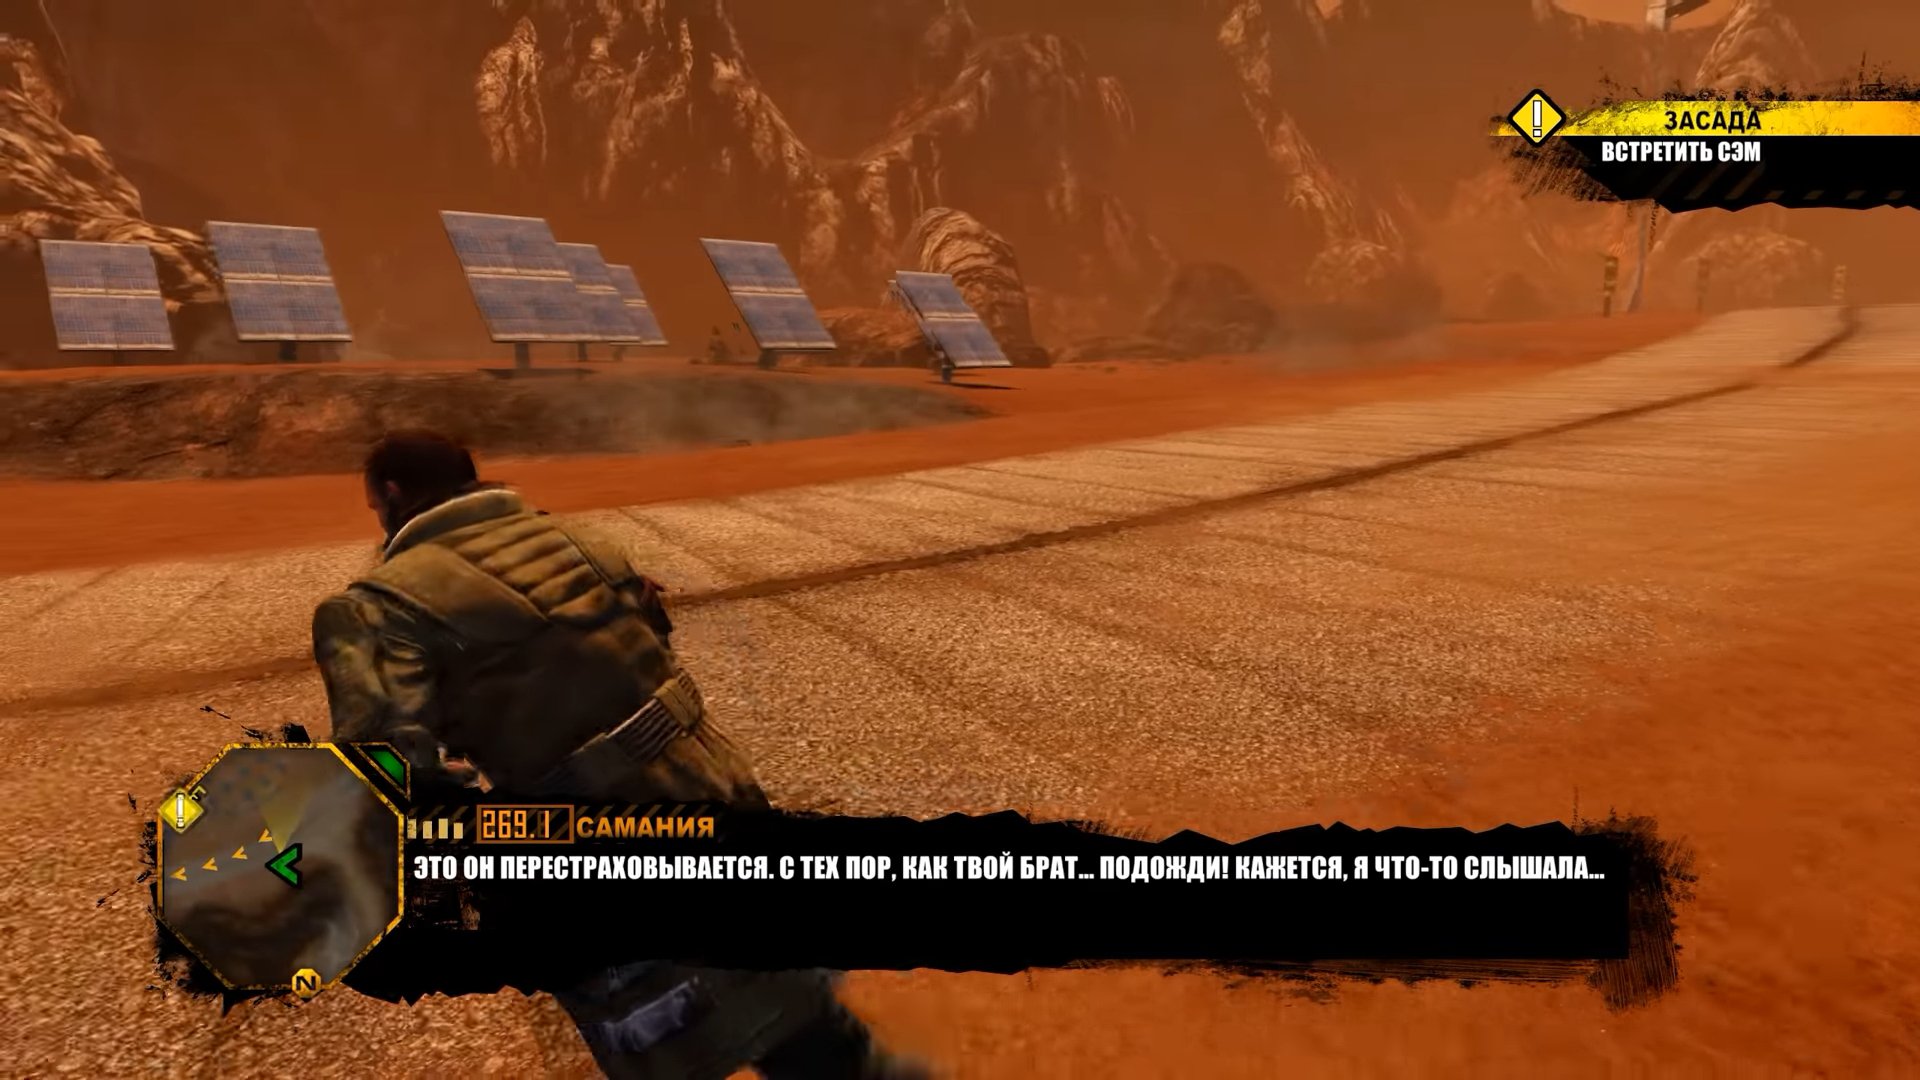 ЗАСАДА
ВСТРЕТИТЬ СЭМ
269.1 САМАНИЯ
ЭТО ОН ПЕРЕСТРАХОВЫВАЕТСЯ. С ТЕХ ПОР, КАК ТВОЙ БРАТ... ПОДОЖДИ! КАЖЕТСЯ, Я ЧТО-ТО СЛЫШАЛА...
N